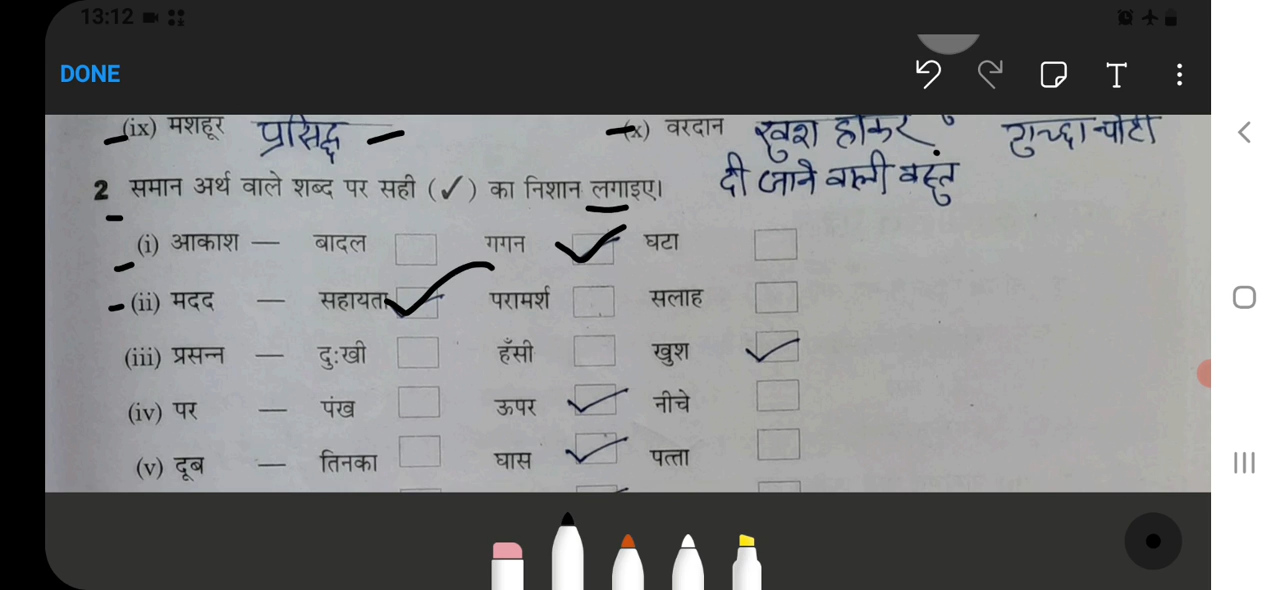 13:12
DONE
T
(ix) मशहूर प्रसिद्ध (x) वरदान खुश होकर गुच्छा-चोटी
दी जाने वाली वस्तु
2 समान अर्थ वाले शब्द पर सही (✓) का निशान लगाइए।
(i) आकाश — बादल गगन ✓ घटा
(ii) मदद — सहायता ✓ परामर्श सलाह
(iii) प्रसन्न — दुःखी हँसी खुश ✓
(iv) पर — पंख ऊपर ✓ नीचे
(v) दूब — तिनका घास ✓ पत्ता